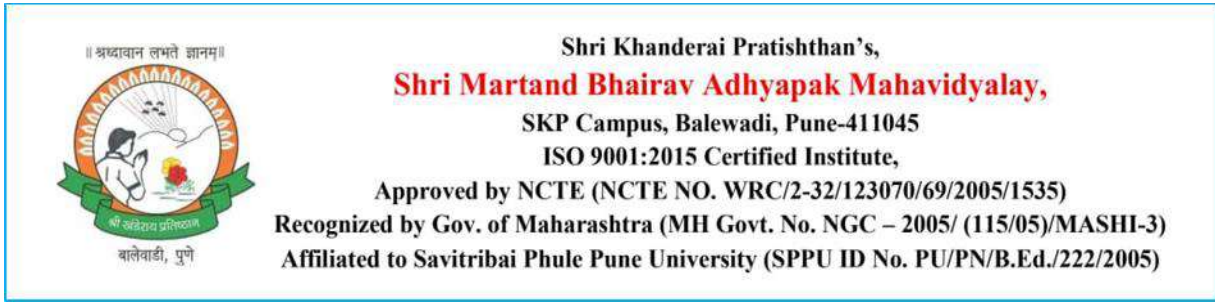 ॥ श्रध्दावान लभते ज्ञानम्॥
श्री खंडेराय प्रतिष्ठान
बालेवाडी, पुणे
Shri Khanderai Pratishthan's,
Shri Martand Bhairav Adhyapak Mahavidyalay,
SKP Campus, Balewadi, Pune-411045
ISO 9001:2015 Certified Institute,
Approved by NCTE (NCTE NO. WRC/2-32/123070/69/2005/1535)
Recognized by Gov. of Maharashtra (MH Govt. No. NGC – 2005/ (115/05)/MASHI-3)
Affiliated to Savitribai Phule Pune University (SPPU ID No. PU/PN/B.Ed./222/2005)